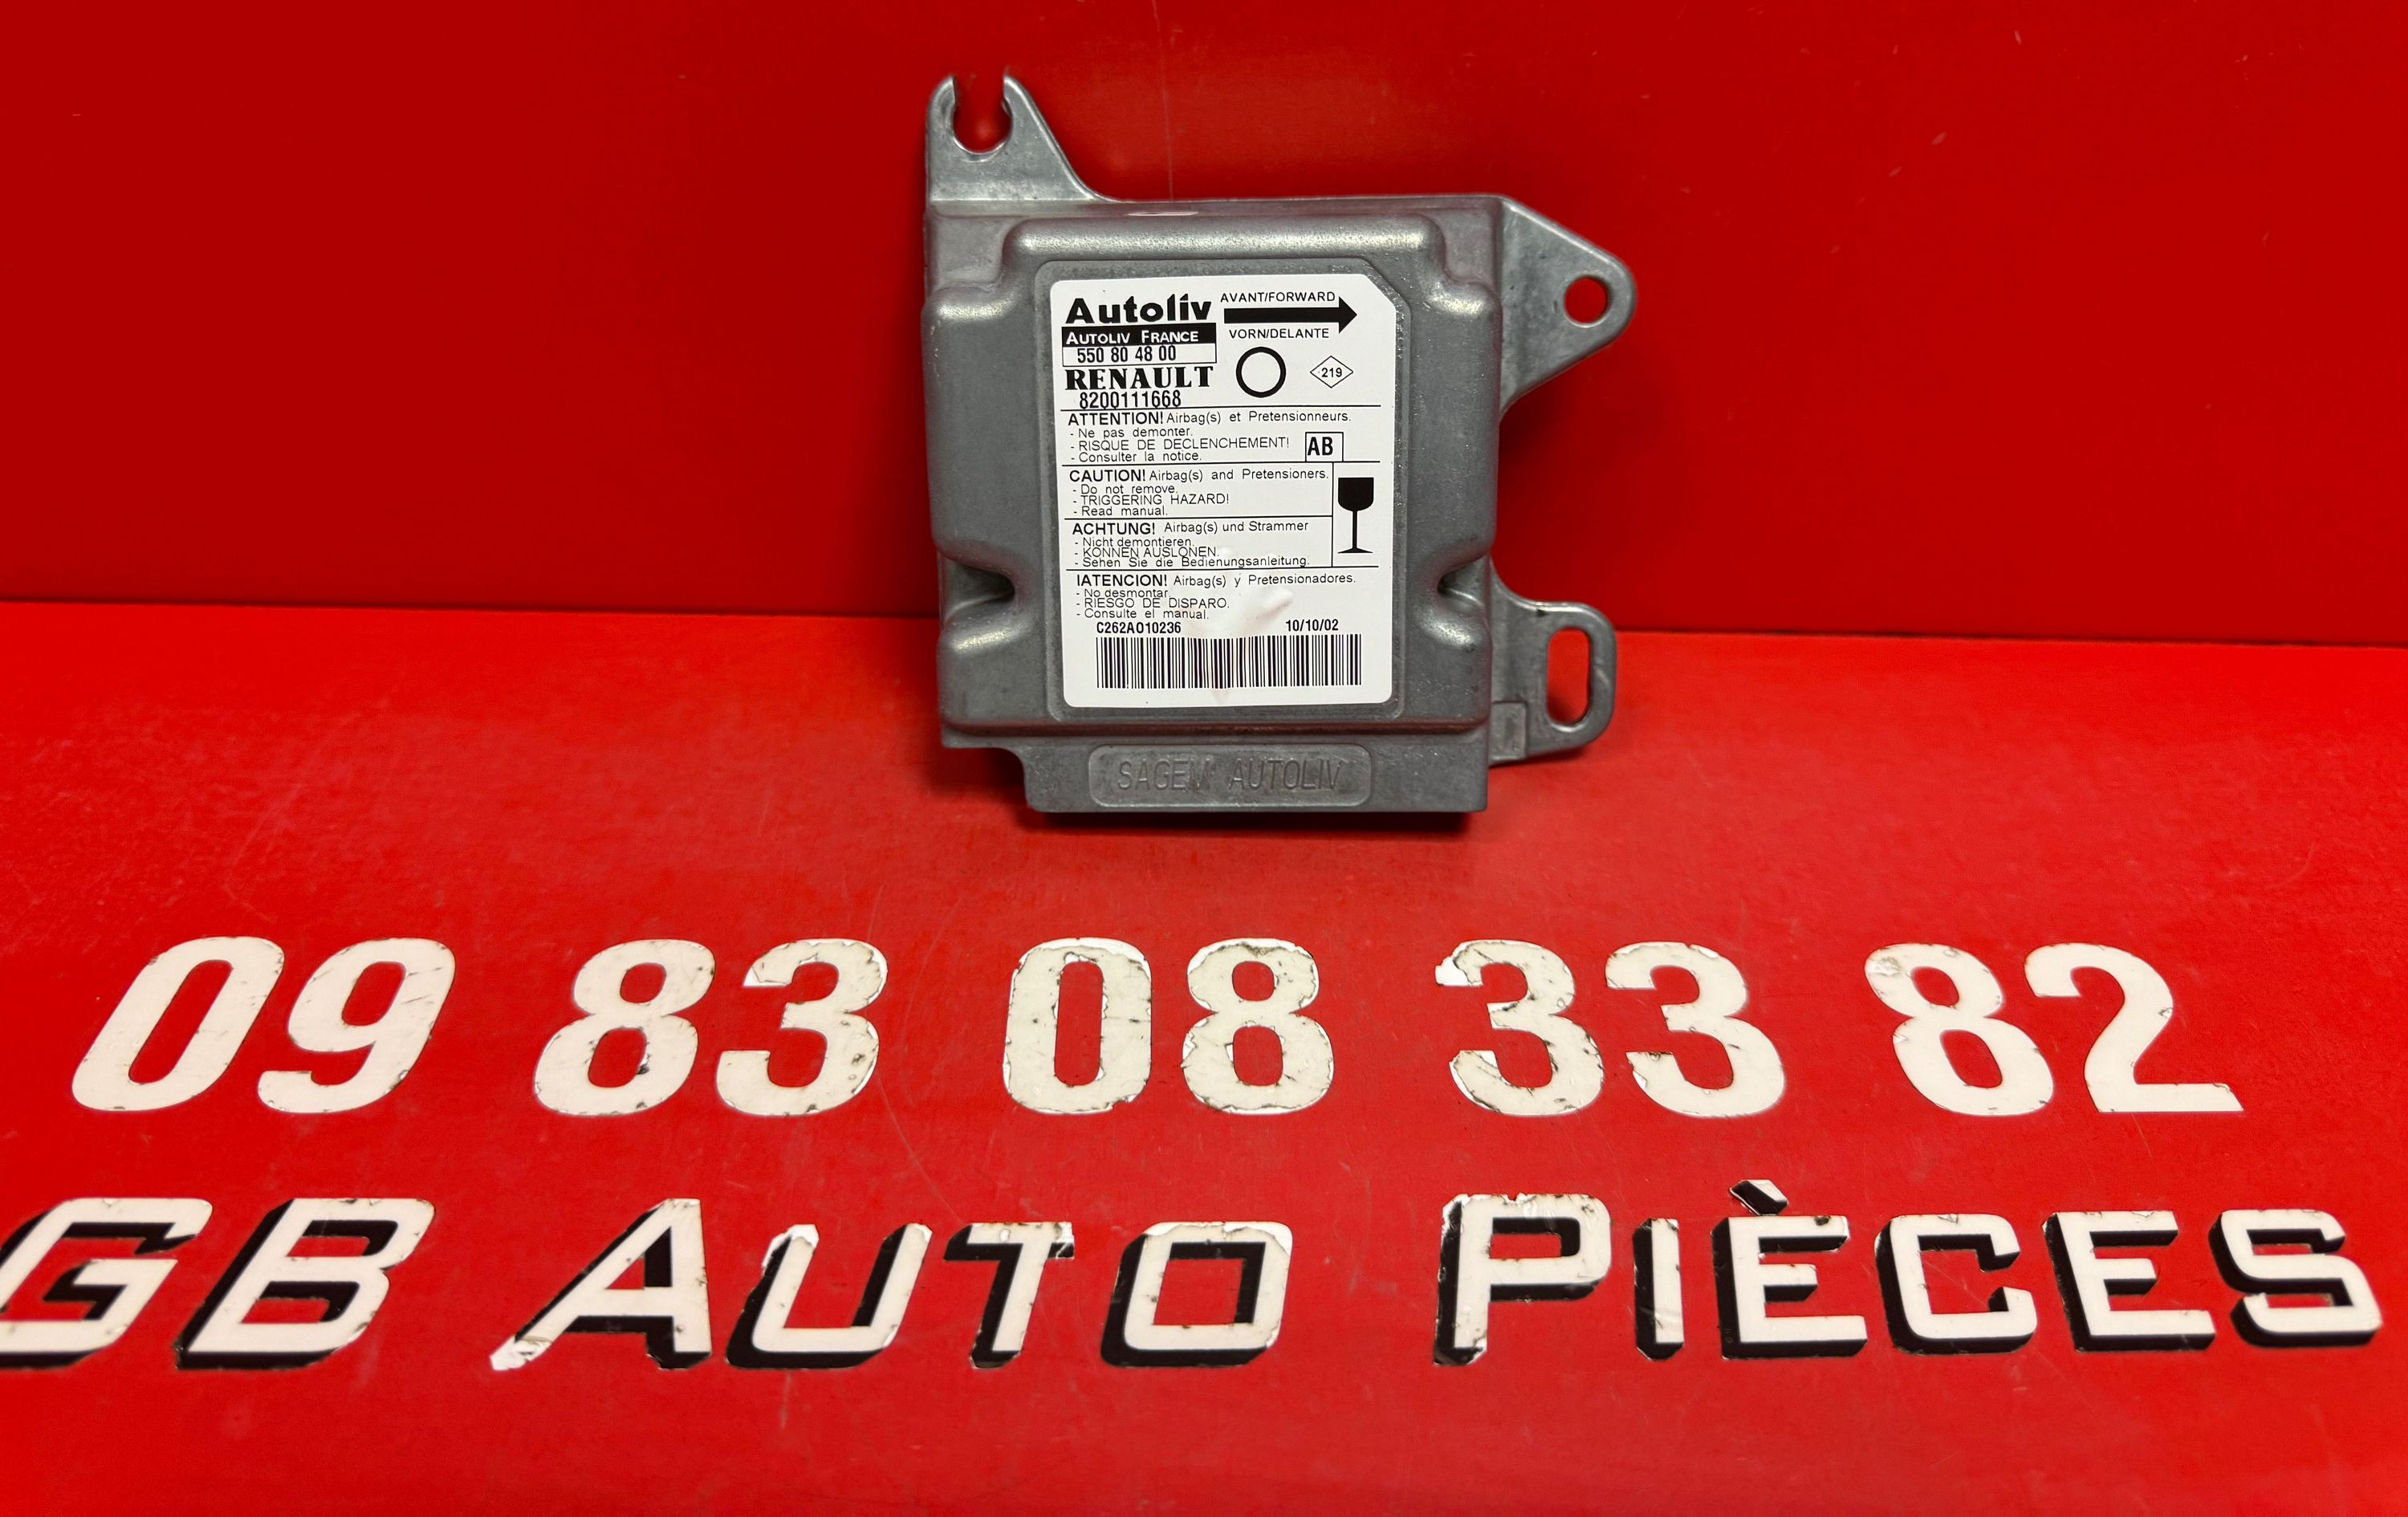 Autoliv
AVANT/FORWARD
AUTOLIV FRANCE
VORN/DELANTE
550 80 48 00
RENAULT
219
8200111668
ATTENTION! Airbag(s) et Pretensionneurs.
- Ne pas demonter.
- RISQUE DE DECLENCHEMENT!
AB
- Consulter la notice.
CAUTION! Airbag(s) and Pretensioners.
- Do not remove.
- TRIGGERING HAZARD!
- Read manual.
ACHTUNG! Airbag(s) und Strammer
- Nicht demontieren.
- KONNEN AUSLONEN.
- Sehen Sie die Bedienungsanleitung.
IATENCION! Airbag(s) y Pretensionadores.
- No desmontar.
- RIESGO DE DISPARO.
- Consulte el manual.
C262A010236 10/10/02
SAGEM AUTOLIV
09 83 08 33 82
GB AUTO PIÈCES